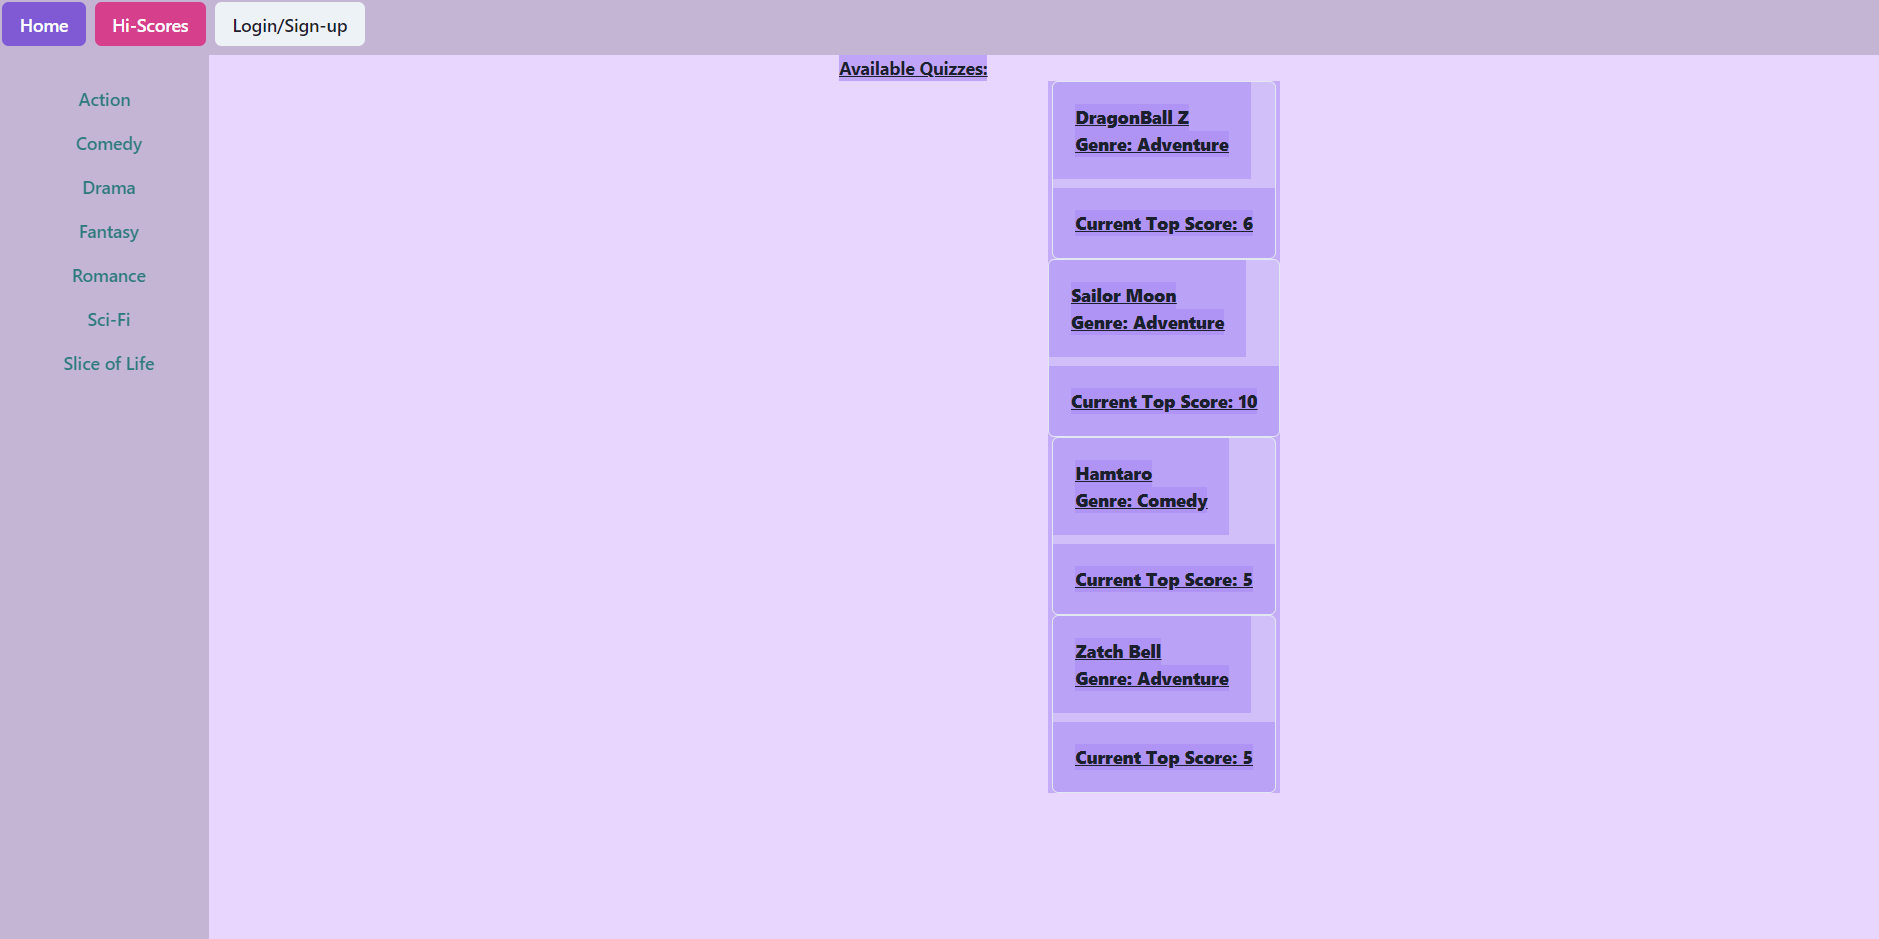 Home
Hi-Scores
Login/Sign-up
Action
Comedy
Drama
Fantasy
Romance
Sci-Fi
Slice of Life
Available Quizzes:
DragonBall Z
Genre: Adventure
Current Top Score: 6
Sailor Moon
Genre: Adventure
Current Top Score: 10
Hamtaro
Genre: Comedy
Current Top Score: 5
Zatch Bell
Genre: Adventure
Current Top Score: 5